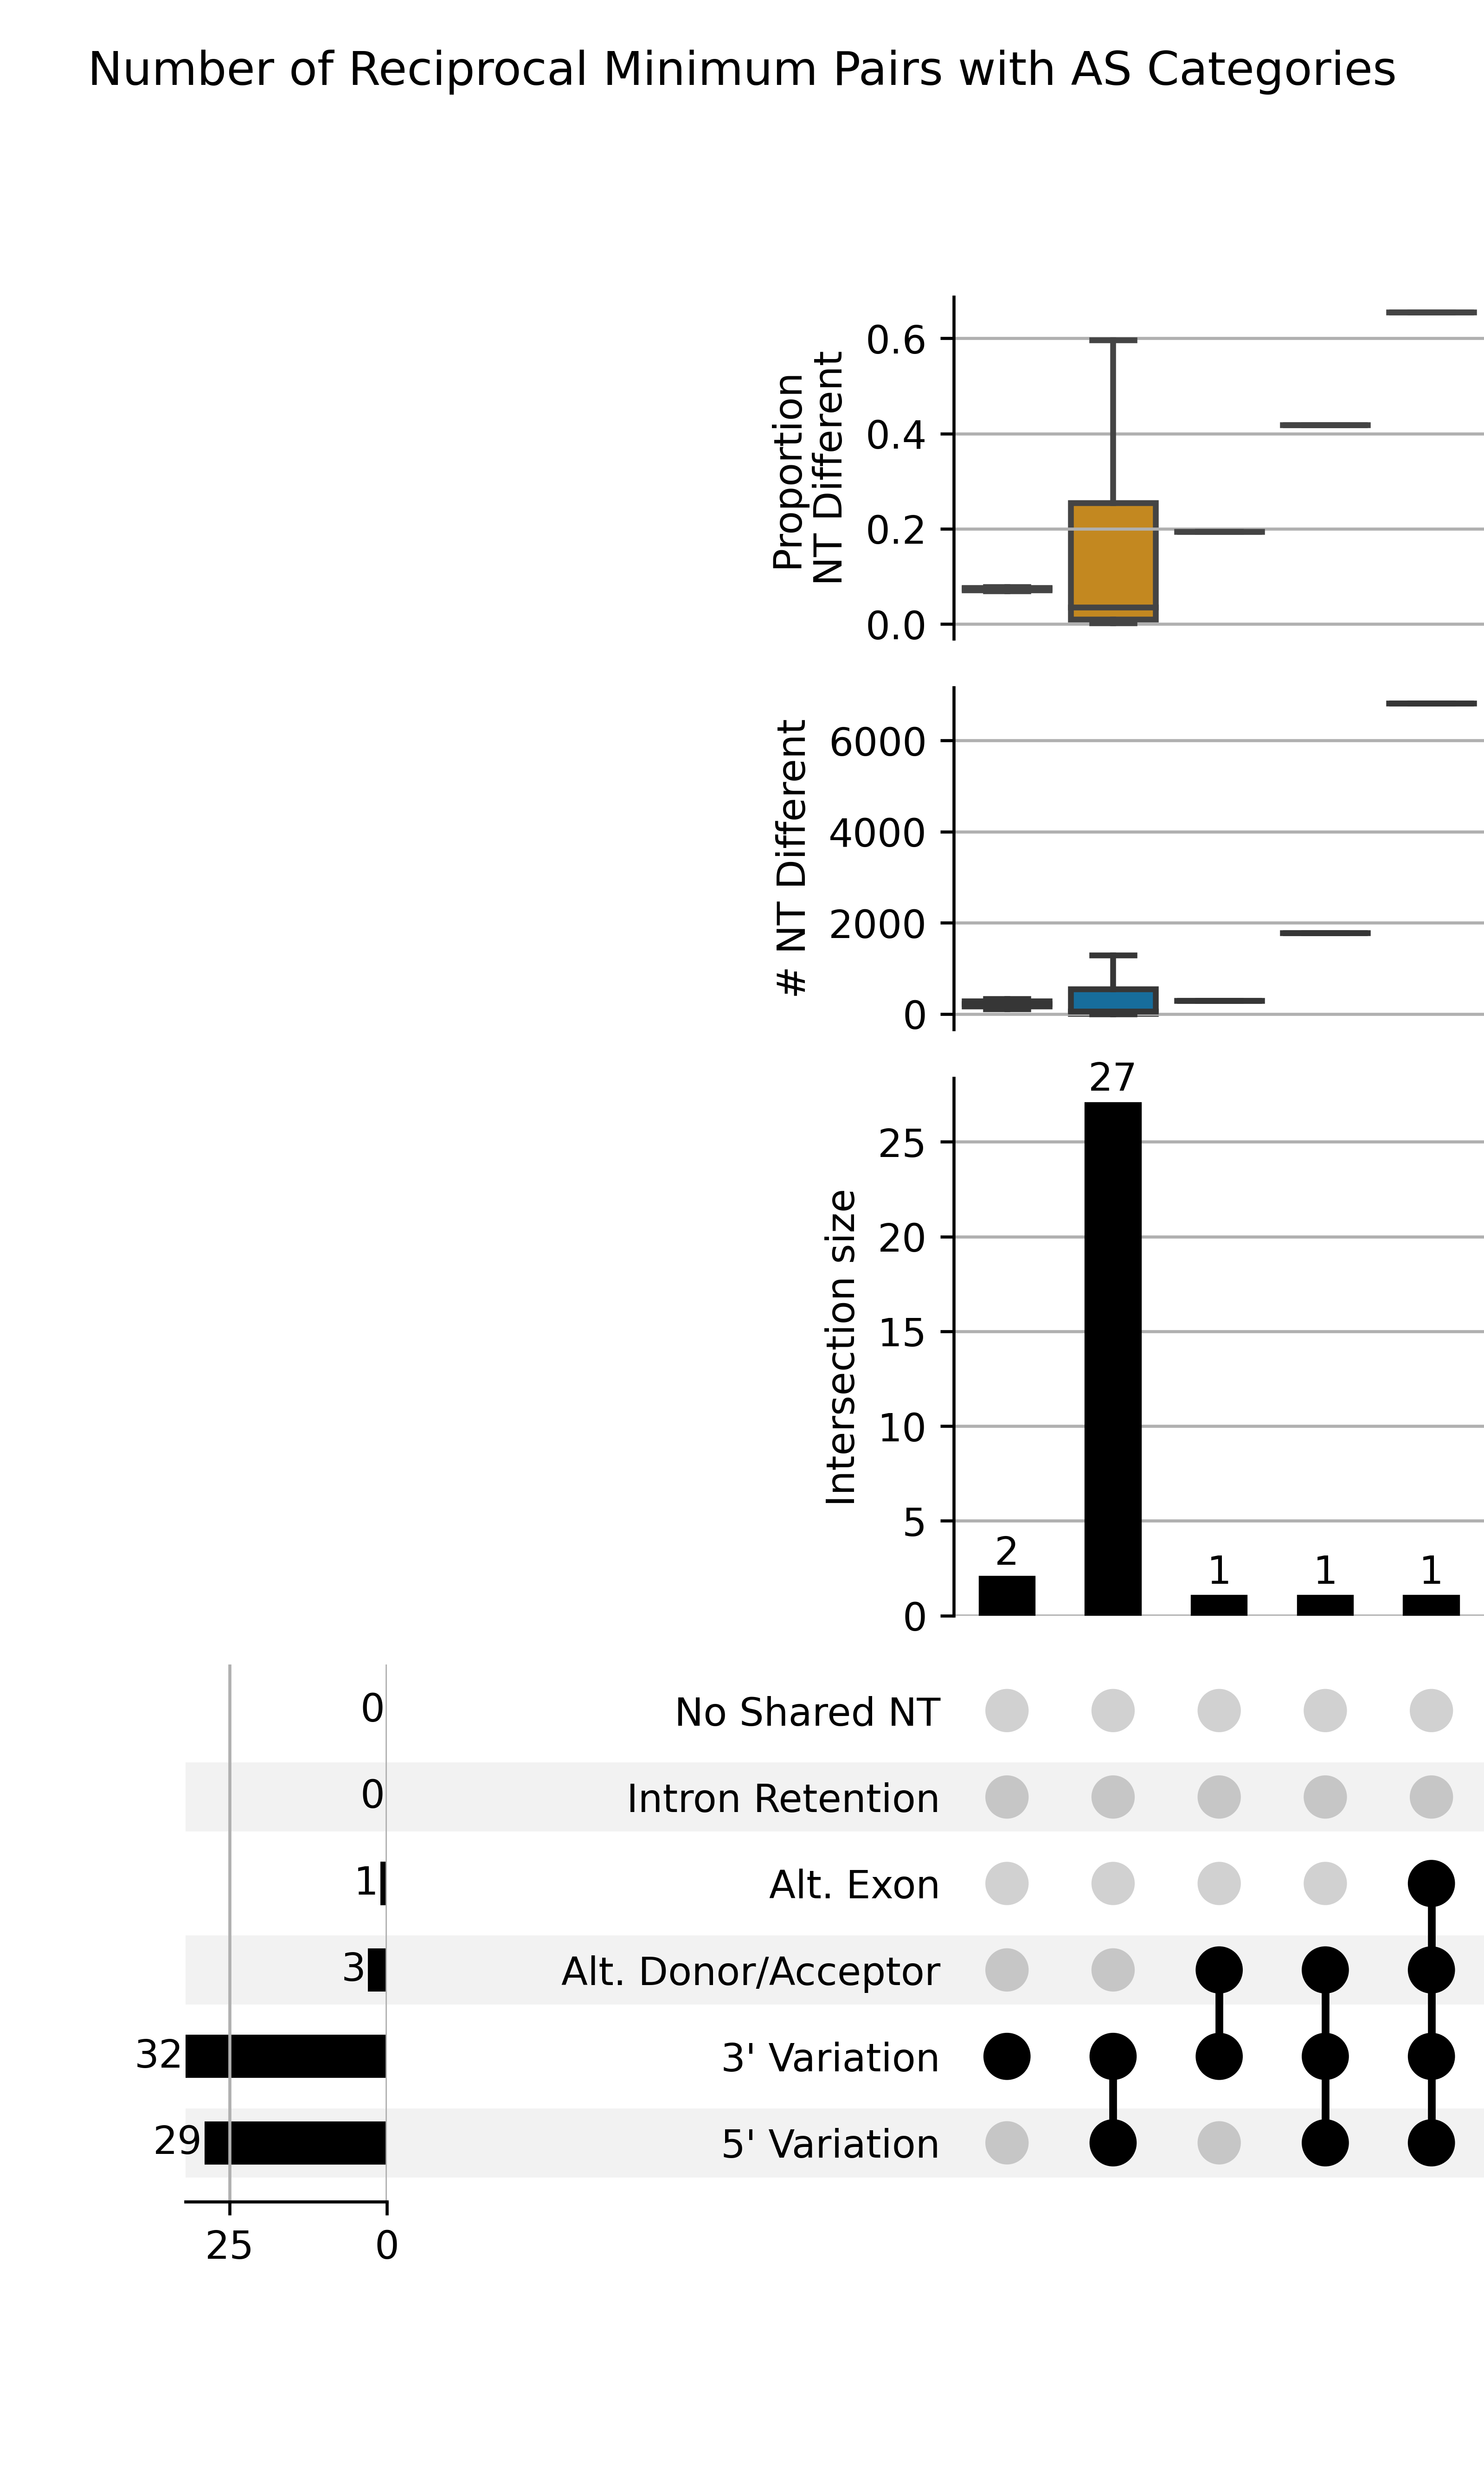 Number of Reciprocal Minimum Pairs with AS Categories
Proportion
NT Different
0.6
0.4
0.2
0.0
# NT Different
6000
4000
2000
0
Intersection size
25
20
15
10
5
0
2
27
1
1
1
0
No Shared NT
0
Intron Retention
1
Alt. Exon
3
Alt. Donor/Acceptor
32
3' Variation
29
5' Variation
25
0